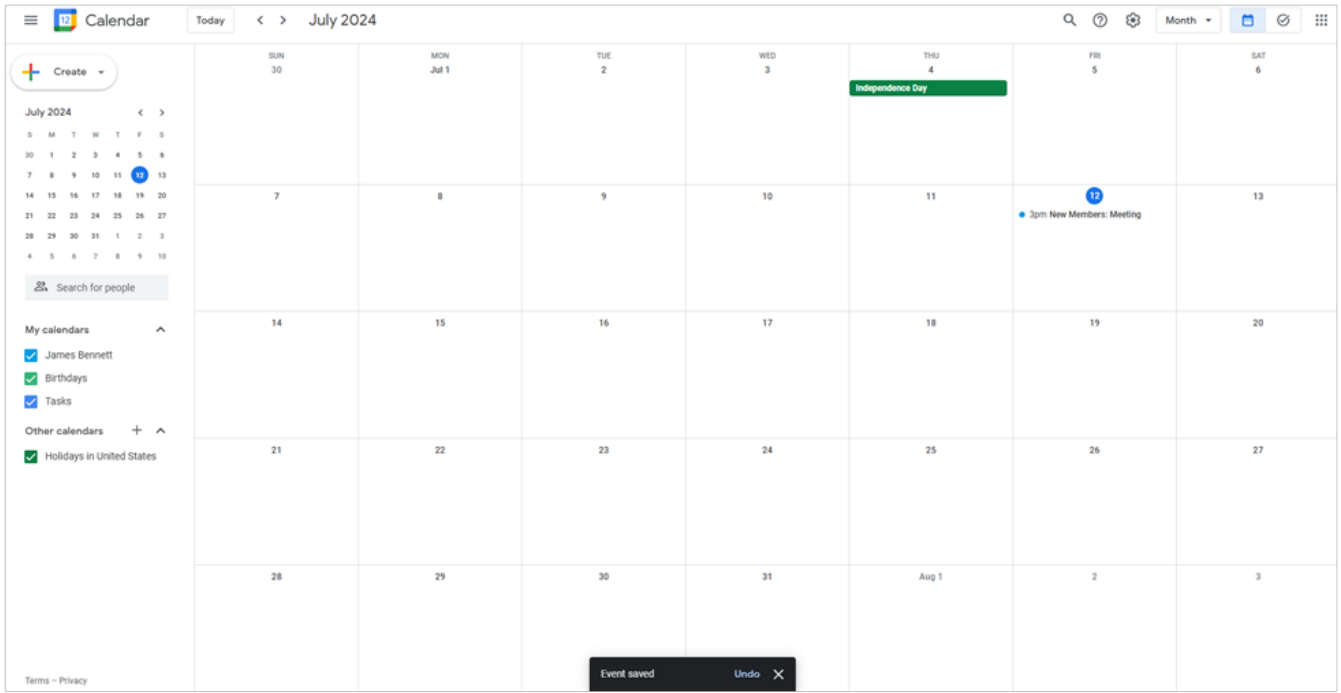 12 Calendar Today July 2024 Month
Create
July 2024
S M T W T F S
30 1 2 3 4 5 6
7 8 9 10 11 12 13
14 15 16 17 18 19 20
21 22 23 24 25 26 27
28 29 30 31 1 2 3
4 5 6 7 8 9 10
Search for people
My calendars
James Bennett
Birthdays
Tasks
Other calendars
Holidays in United States
Terms – Privacy
SUN MON TUE WED THU FRI SAT
30 Jul 1 2 3 4 5 6
Independence Day
7 8 9 10 11 12 13
3pm New Members: Meeting
14 15 16 17 18 19 20
21 22 23 24 25 26 27
28 29 30 31 Aug 1 2 3
Event saved Undo